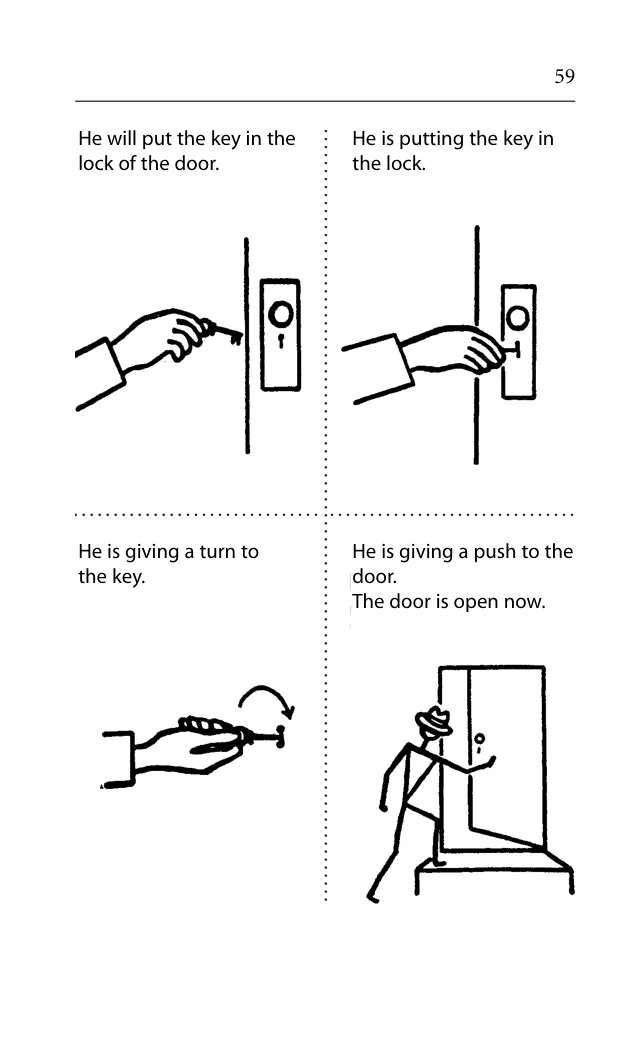 59
He will put the key in the
lock of the door.
He is putting the key in
the lock.
He is giving a turn to
the key.
He is giving a push to the
door.
The door is open now.